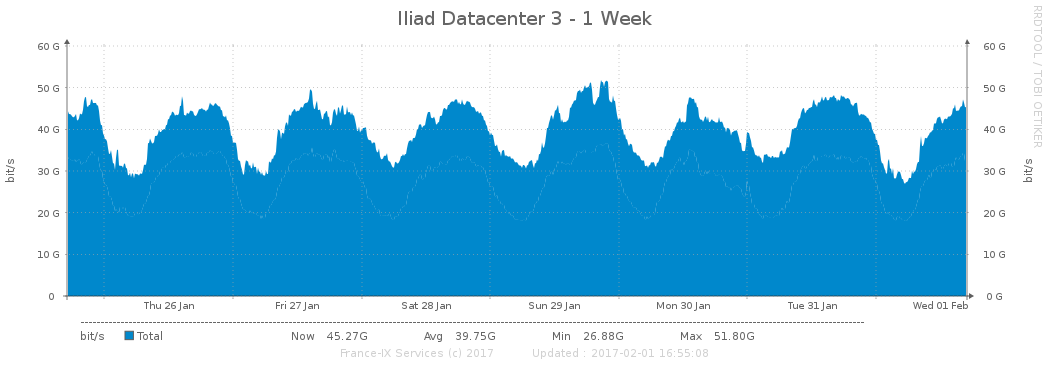 Iliad Datacenter 3 - 1 Week
RRDTOOL / TOBI OETIKER
60 G 60 G
50 G 50 G
40 G 40 G
30 G 30 G
20 G 20 G
10 G 10 G
0 0 G
bit/s
bit/s
Thu 26 Jan Fri 27 Jan Sat 28 Jan Sun 29 Jan Mon 30 Jan Tue 31 Jan Wed 01 Feb
bit/s Total Now 45.27G Avg 39.75G Min 26.88G Max 51.80G
France-IX Services (c) 2017 Updated : 2017-02-01 16:55:08